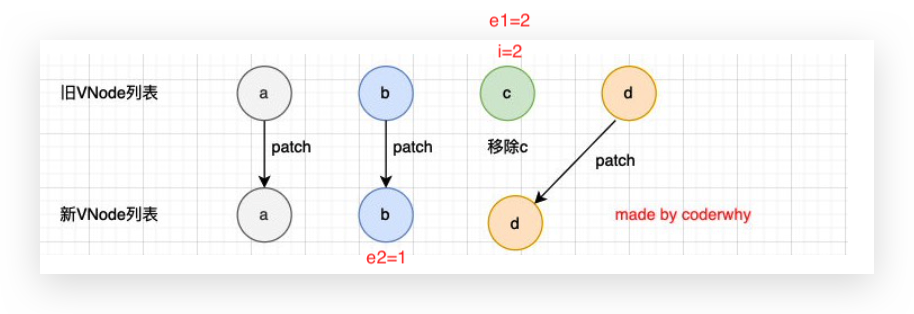 e1=2
i=2
旧VNode列表
a
b
c
d
patch
patch
移除c
patch
新VNode列表
a
b
d
made by coderwhy
e2=1